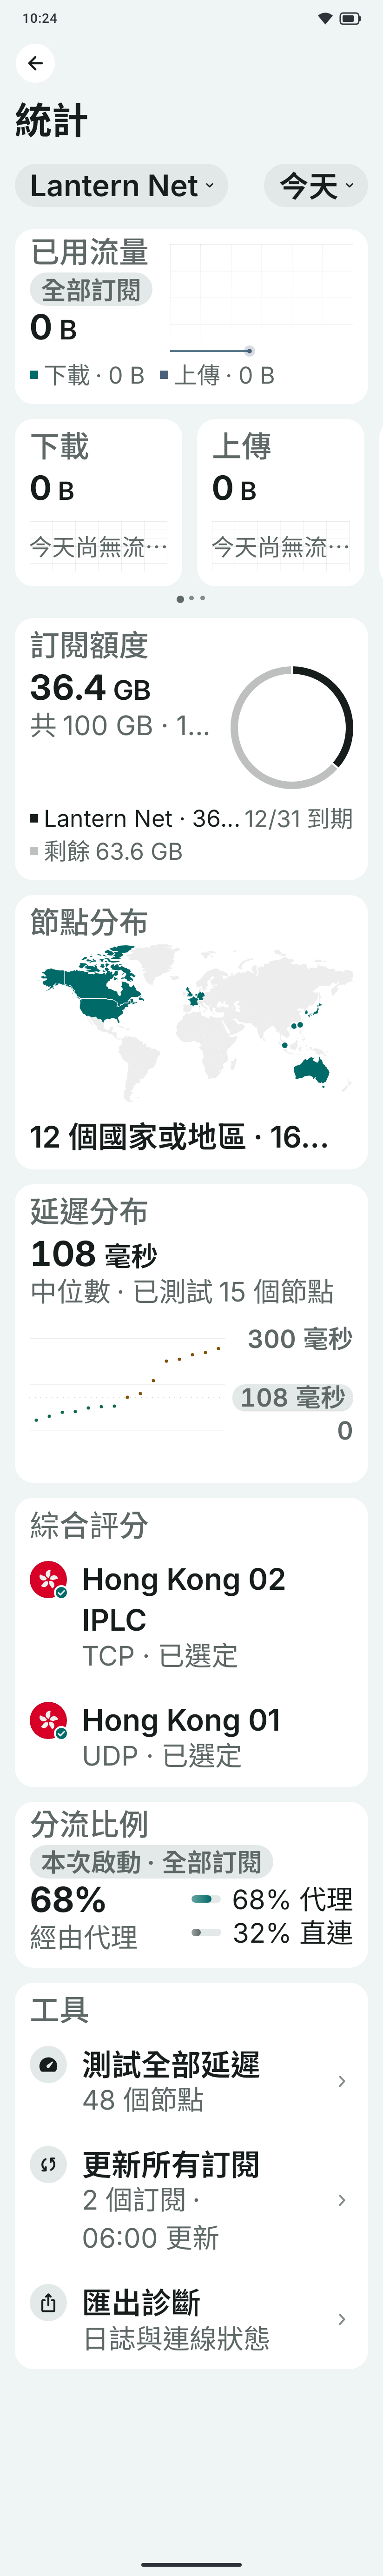 10:24
統計
Lantern Net
今天
已用流量
全部訂閱
0 B
下載 · 0 B
上傳 · 0 B
下載
0 B
今天尚無流…
上傳
0 B
今天尚無流…
訂閱額度
36.4 GB
共 100 GB · 1...
Lantern Net · 36... 12/31 到期
剩餘 63.6 GB
節點分布
12 個國家或地區 · 16...
延遲分布
108 毫秒
中位數 · 已測試 15 個節點
300 毫秒
108 毫秒
0
綜合評分
Hong Kong 02
IPLC
TCP · 已選定
Hong Kong 01
UDP · 已選定
分流比例
本次啟動 · 全部訂閱
68%
經由代理
68% 代理
32% 直連
工具
測試全部延遲
48 個節點
更新所有訂閱
2 個訂閱 ·
06:00 更新
匯出診斷
日誌與連線狀態